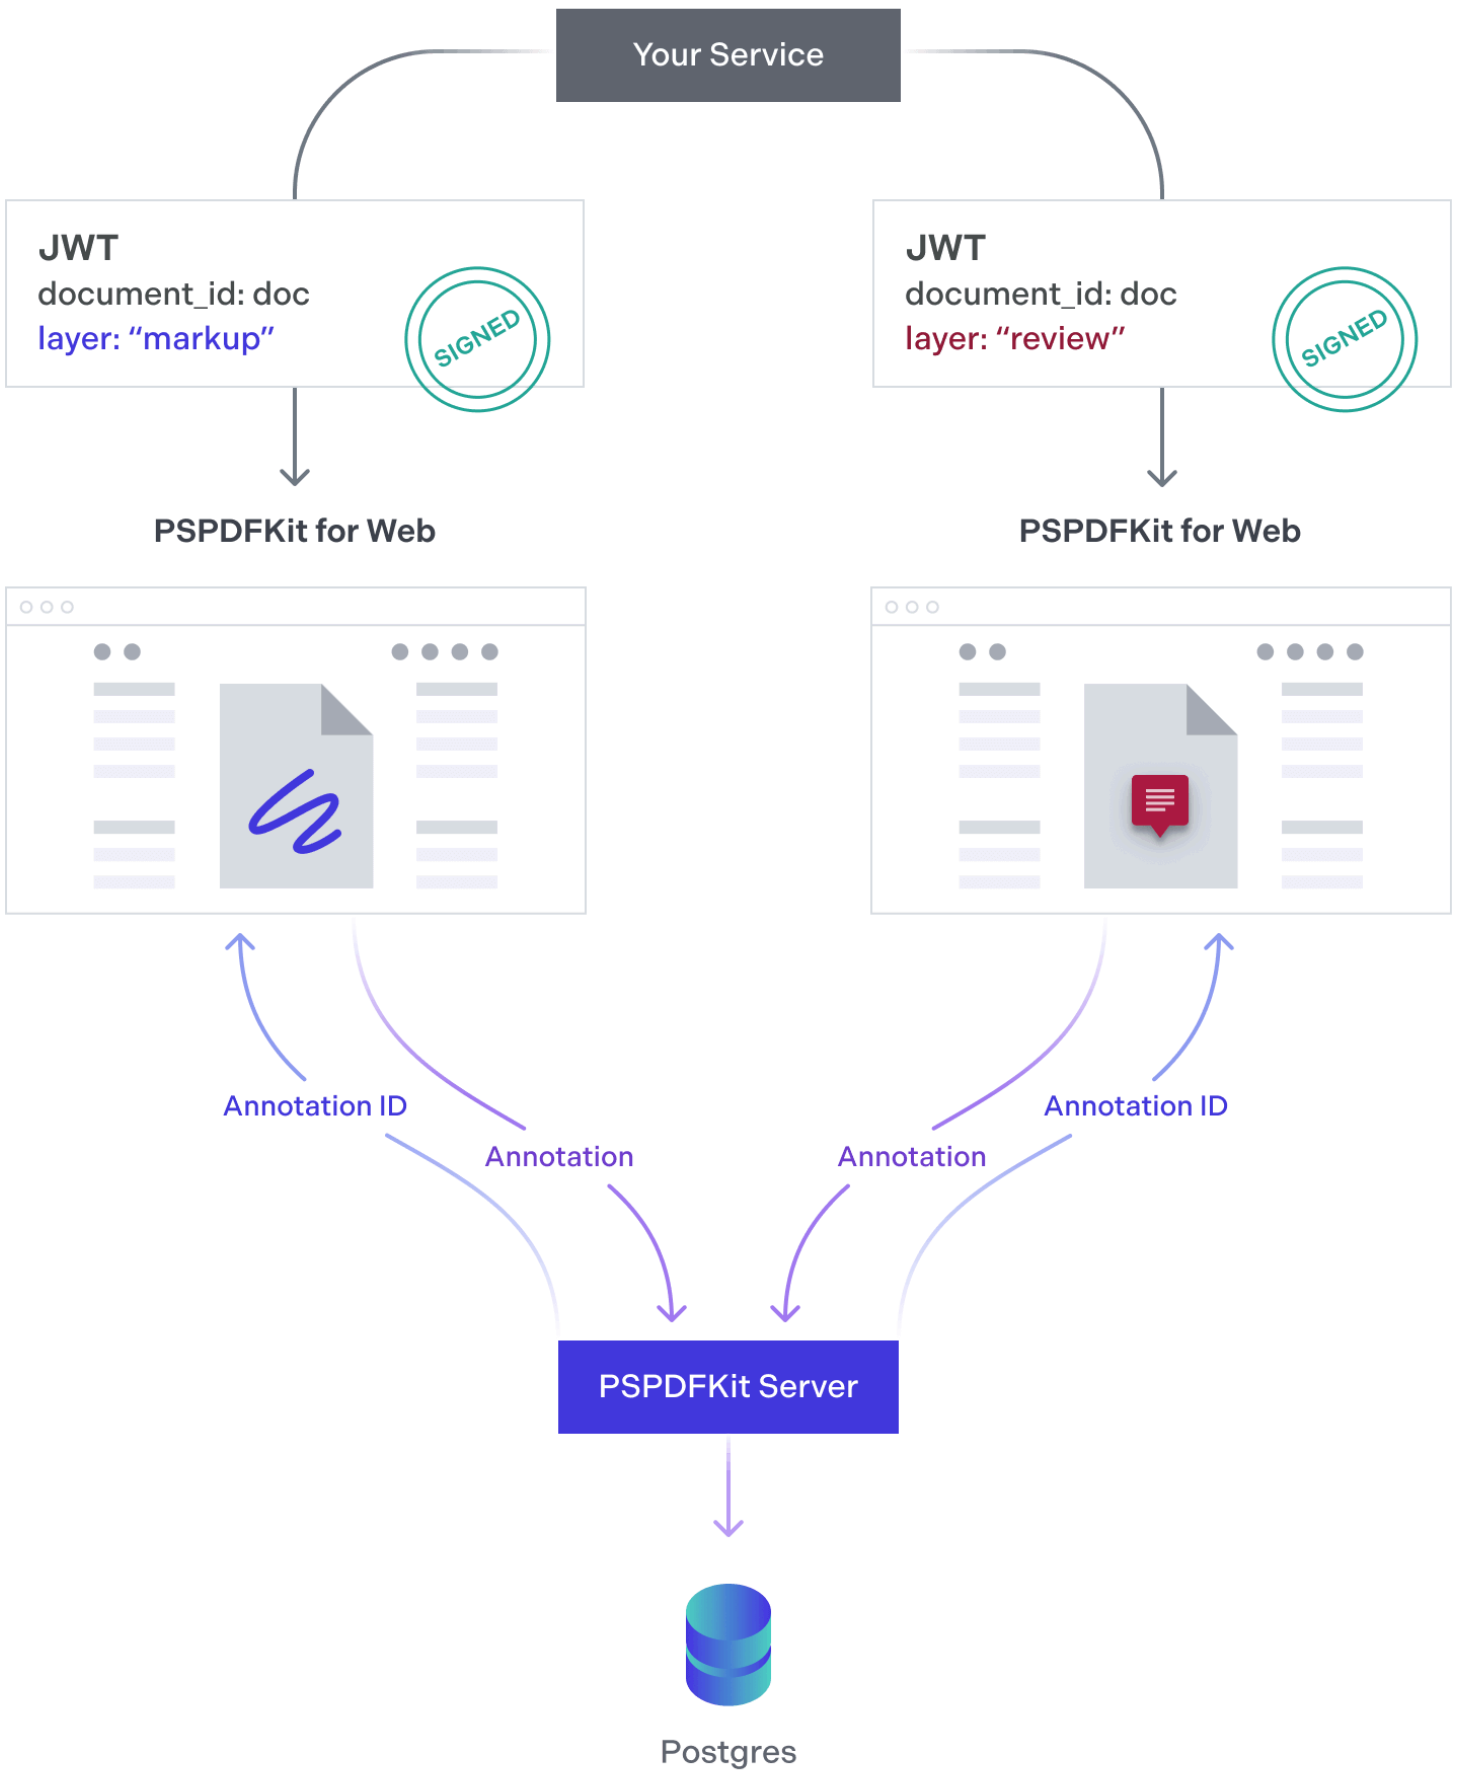 Your Service
JWT
document_id: doc
layer: “markup”
SIGNED
JWT
document_id: doc
layer: “review”
SIGNED
PSPDFKit for Web
PSPDFKit for Web
Annotation ID
Annotation
Annotation
Annotation ID
PSPDFKit Server
Postgres